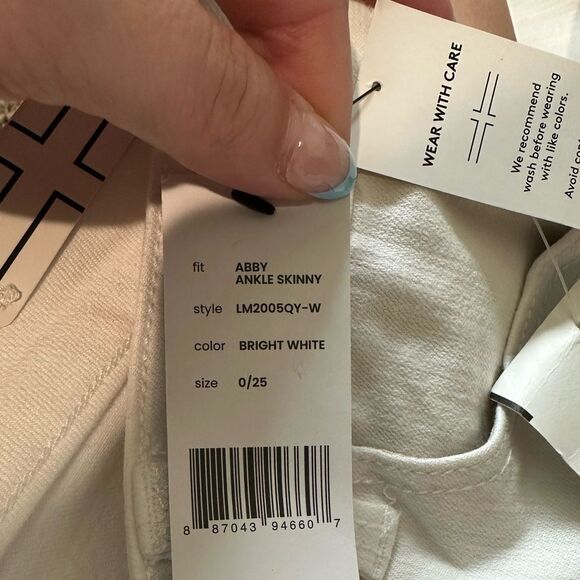 WEAR WITH CARE
We recommend
wash before wearing
with like colors.
Avoid
fit ABBY
ANKLE SKINNY
style LM2005QY-W
color BRIGHT WHITE
size 0/25
8 87043 94660 7